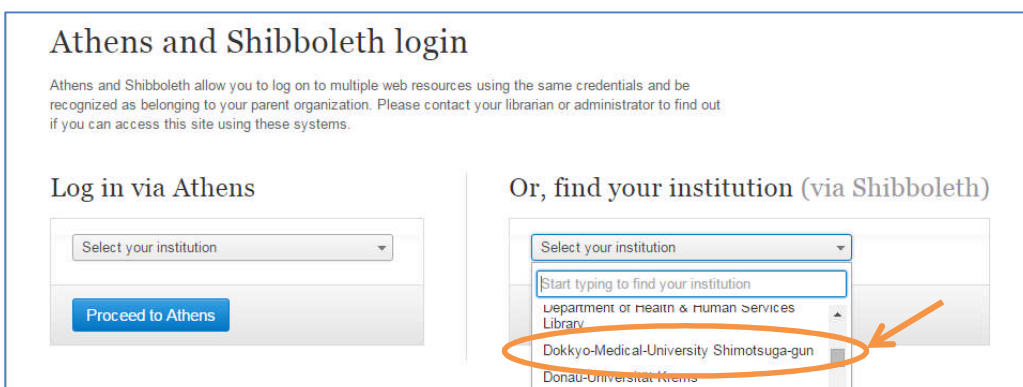 Athens and Shibboleth login
Athens and Shibboleth allow you to log on to multiple web resources using the same credentials and be
recognized as belonging to your parent organization. Please contact your librarian or administrator to find out
if you can access this site using these systems.
Log in via Athens
Select your institution
Proceed to Athens
Or, find your institution (via Shibboleth)
Select your institution
Start typing to find your institution
Department of Health & Human Services
Library
Dokkyo-Medical-University Shimotsuga-gun
Donau-Universität Krems